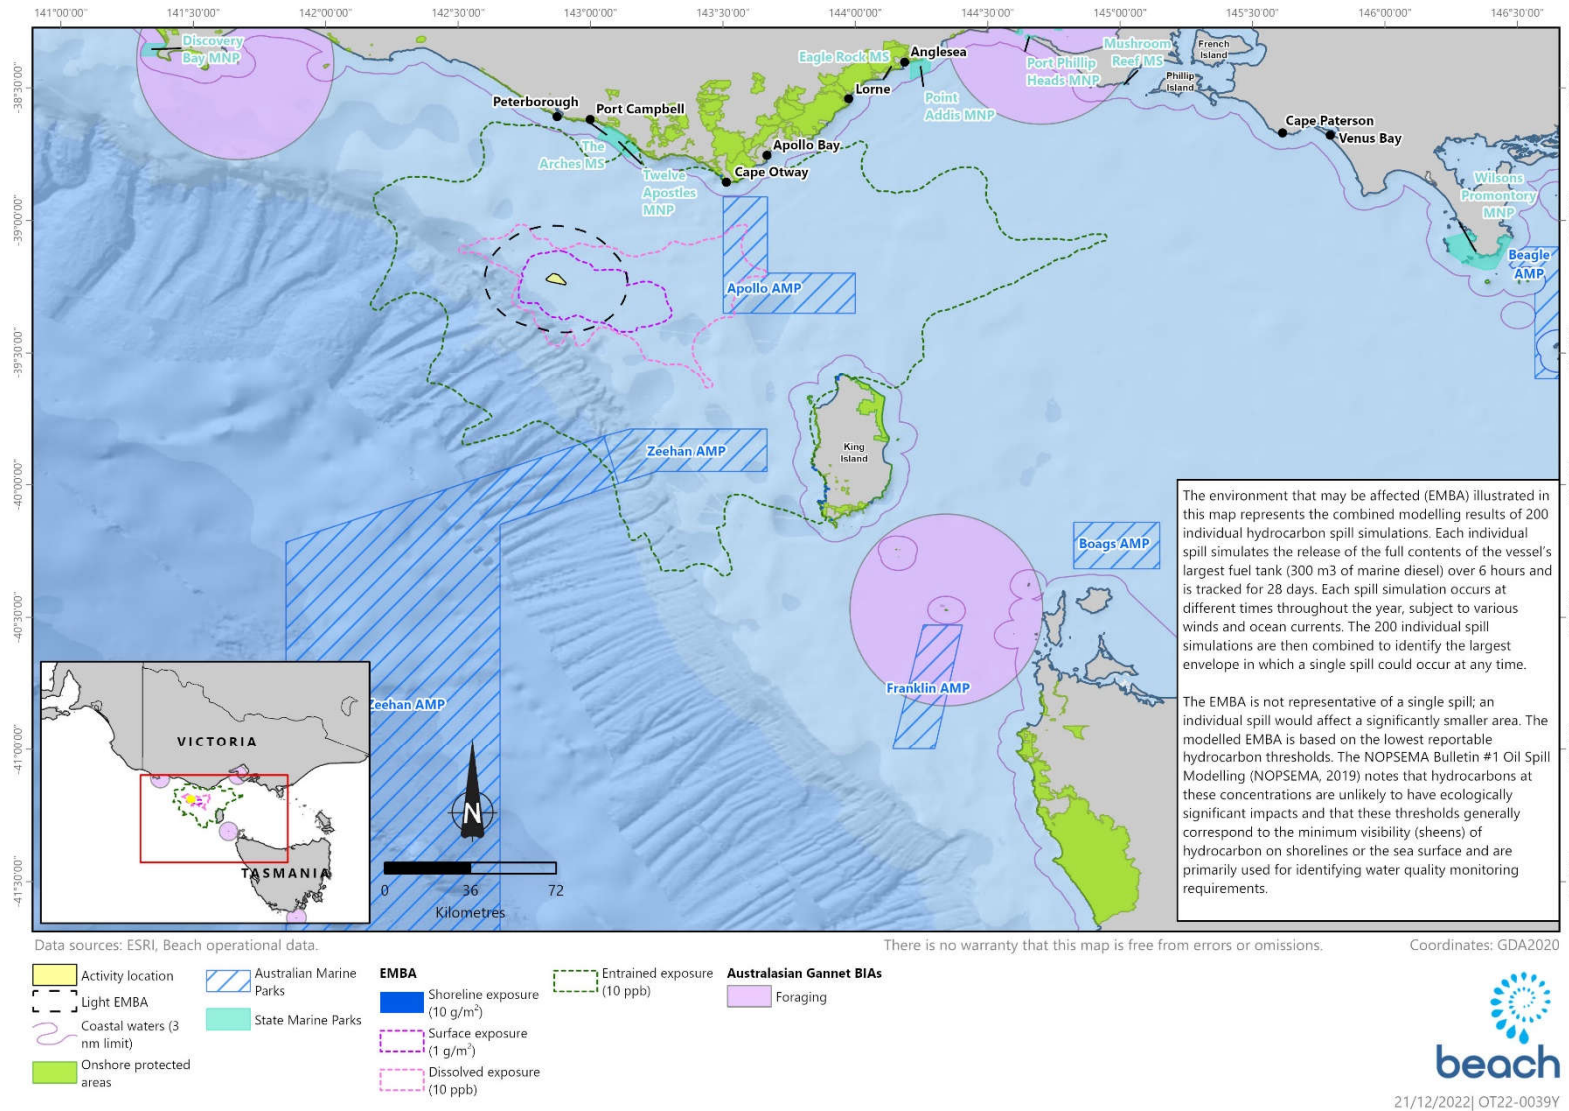 141°00'00"
141°30'00"
142°00'00"
142°30'00"
143°00'00"
143°30'00"
144°00'00"
144°30'00"
145°00'00"
145°30'00"
146°00'00"
146°30'00"
-38°30'00"
-39°00'00"
-39°30'00"
-40°00'00"
-40°30'00"
-41°00'00"
-41°30'00"
Discovery
Bay MNP
Peterborough
Port Campbell
The
Arches MS
Twelve
Apostles
MNP
Cape Otway
Apollo Bay
Lorne
Eagle Rock MS
Anglesea
Point
Addis MNP
Port Phillip
Heads MNP
Mushroom
Reef MS
French
Island
Phillip
Island
Cape Paterson
Venus Bay
Wilsons
Promontory
MNP
Beagle
AMP
Apollo AMP
Zeehan AMP
King
Island
Boags AMP
Franklin AMP
Zeehan AMP
VICTORIA
TASMANIA
N
0 36 72
Kilometres
The environment that may be affected (EMBA) illustrated in
this map represents the combined modelling results of 200
individual hydrocarbon spill simulations. Each individual
spill simulates the release of the full contents of the vessel's
largest fuel tank (300 m3 of marine diesel) over 6 hours and
is tracked for 28 days. Each spill simulation occurs at
different times throughout the year, subject to various
winds and ocean currents. The 200 individual spill
simulations are then combined to identify the largest
envelope in which a single spill could occur at any time.
The EMBA is not representative of a single spill; an
individual spill would affect a significantly smaller area. The
modelled EMBA is based on the lowest reportable
hydrocarbon thresholds. The NOPSEMA Bulletin #1 Oil Spill
Modelling (NOPSEMA, 2019) notes that hydrocarbons at
these concentrations are unlikely to have ecologically
significant impacts and that these thresholds generally
correspond to the minimum visibility (sheens) of
hydrocarbon on shorelines or the sea surface and are
primarily used for identifying water quality monitoring
requirements.
Data sources: ESRI, Beach operational data.
There is no warranty that this map is free from errors or omissions.
Coordinates: GDA2020
Activity location
Light EMBA
Coastal waters (3
nm limit)
Onshore protected
areas
Australian Marine
Parks
State Marine Parks
EMBA
Shoreline exposure
(10 g/m²)
Surface exposure
(1 g/m²)
Dissolved exposure
(10 ppb)
Entrained exposure
(10 ppb)
Australasian Gannet BIAs
Foraging
beach
21/12/2022| OT22-0039Y